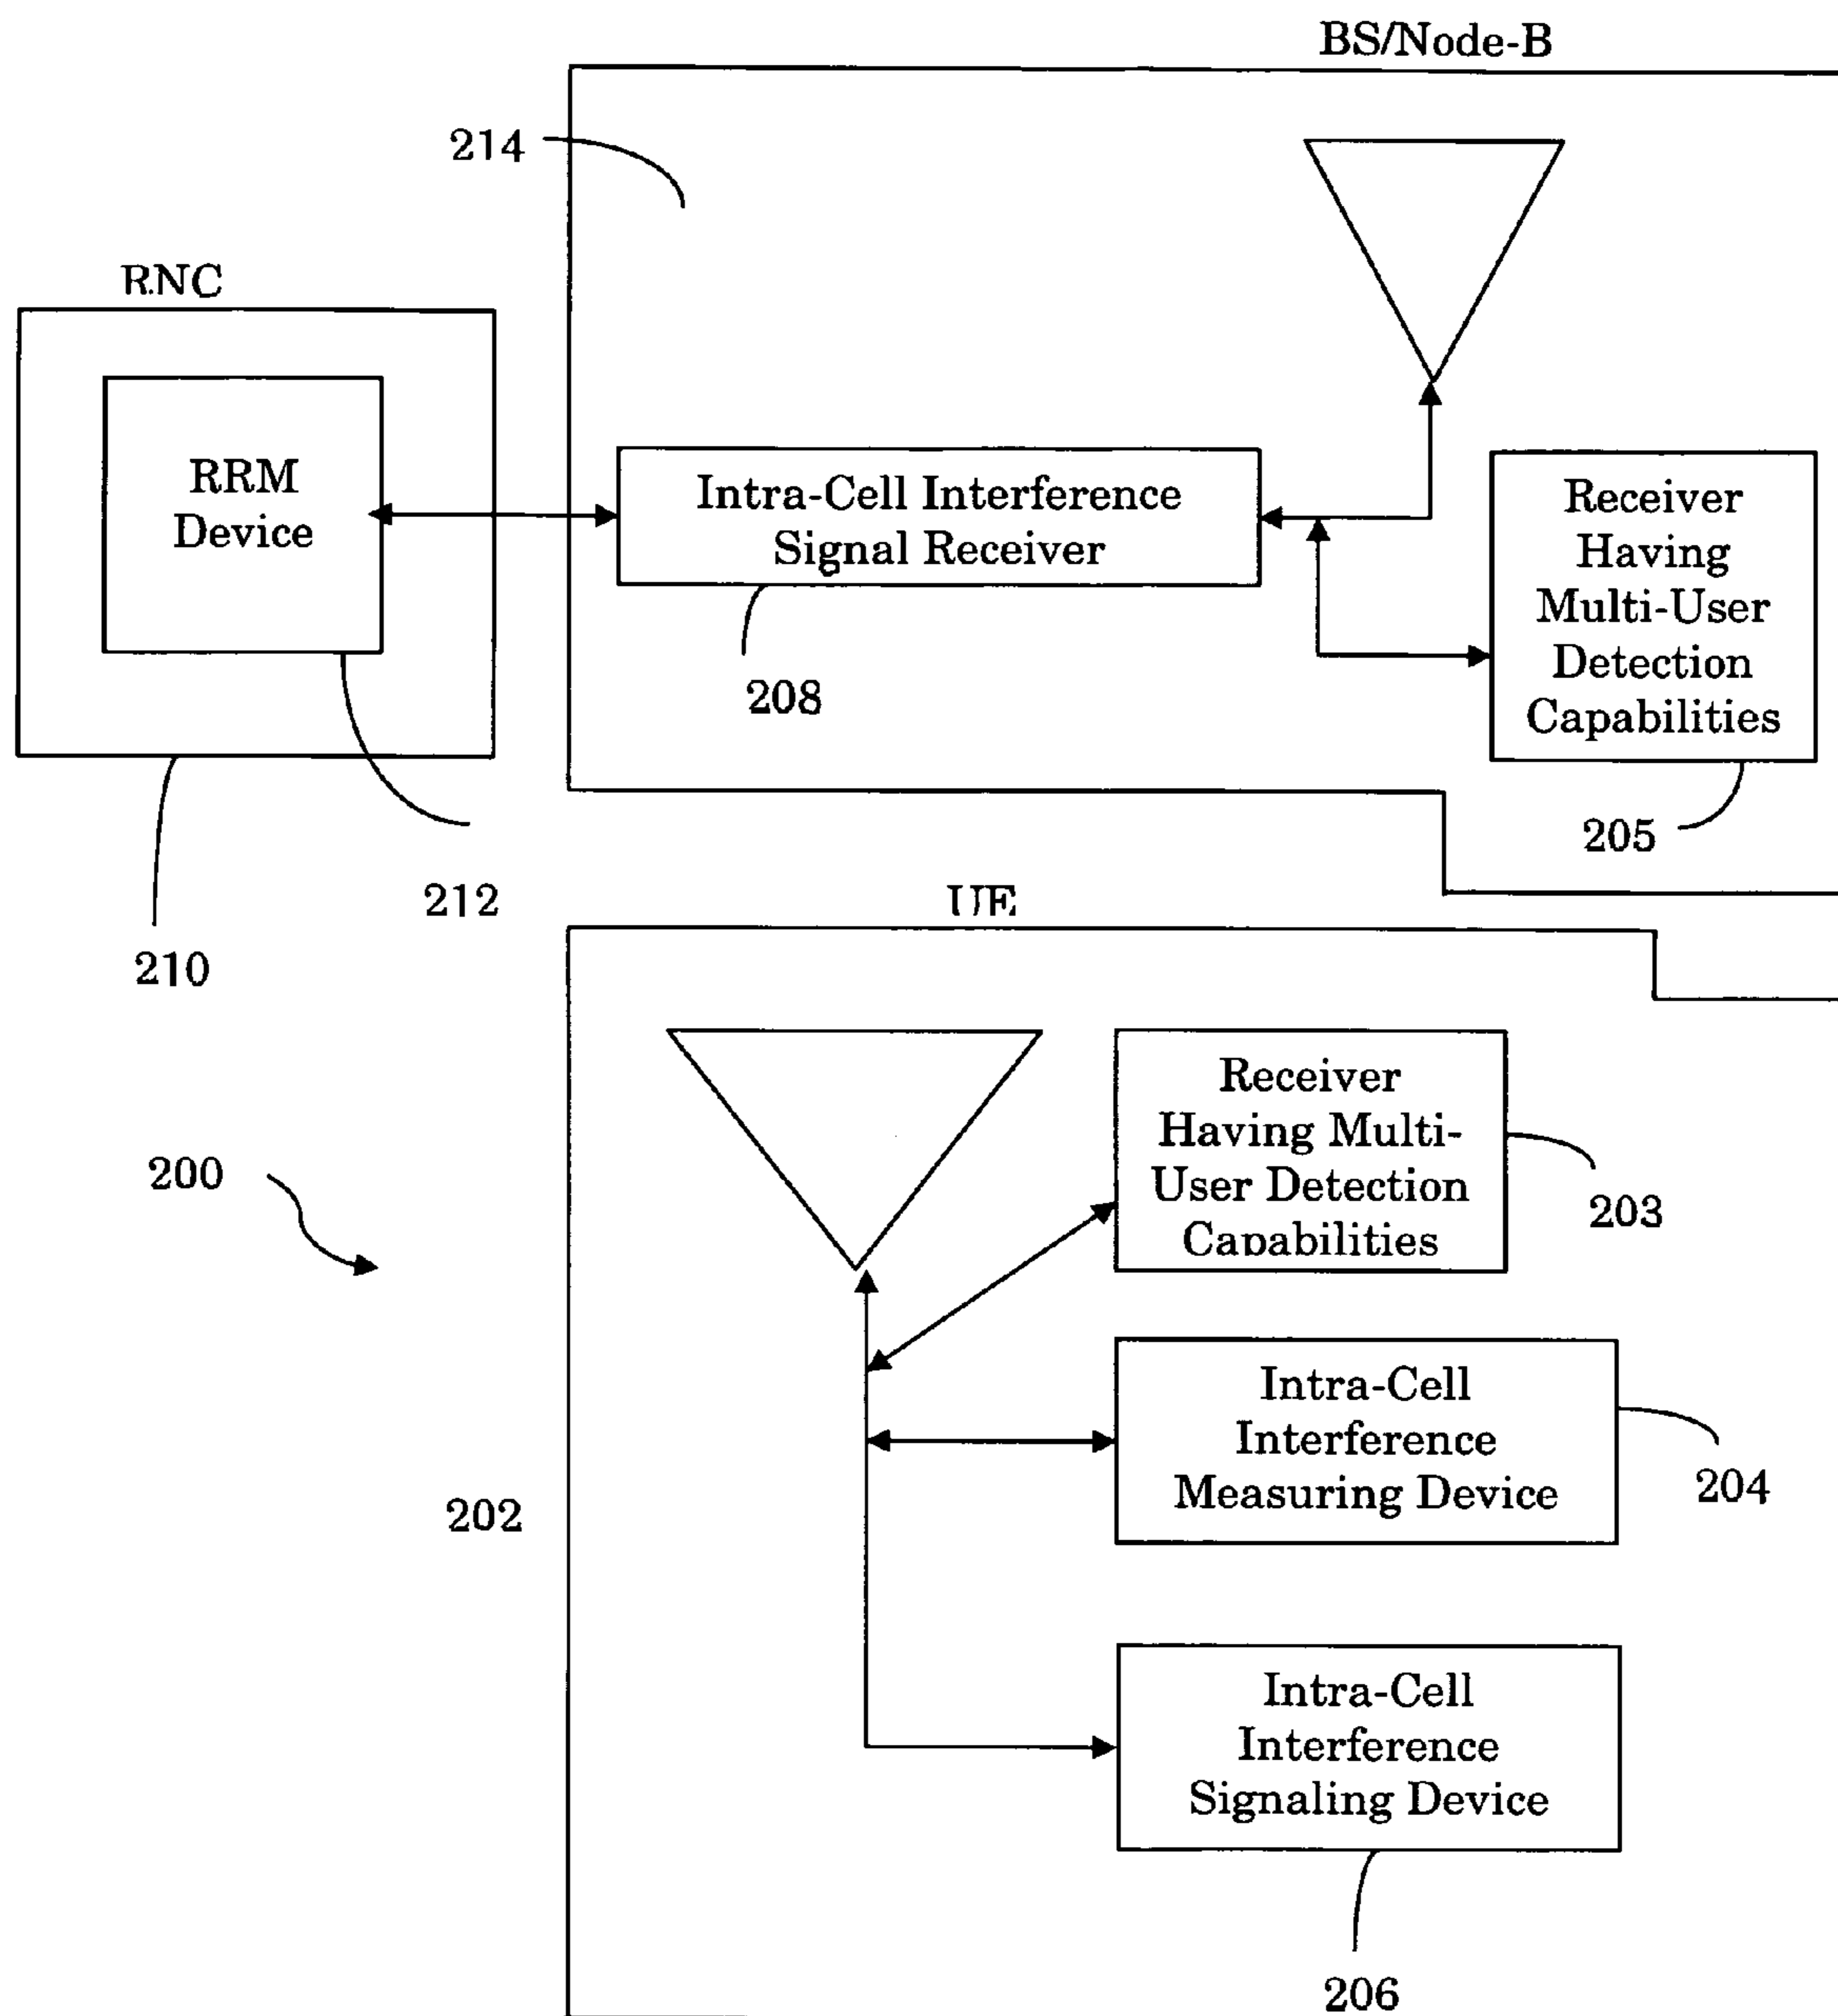 BS/Node-B
214
RNC
RRM
Device
Intra-Cell Interference
Signal Receiver
Receiver
Having
Multi-User
Detection
Capabilities
208
205
212
210
UE
Receiver
Having Multi-
User Detection
Capabilities
203
200
Intra-Cell
Interference
Measuring Device
204
202
Intra-Cell
Interference
Signaling Device
206